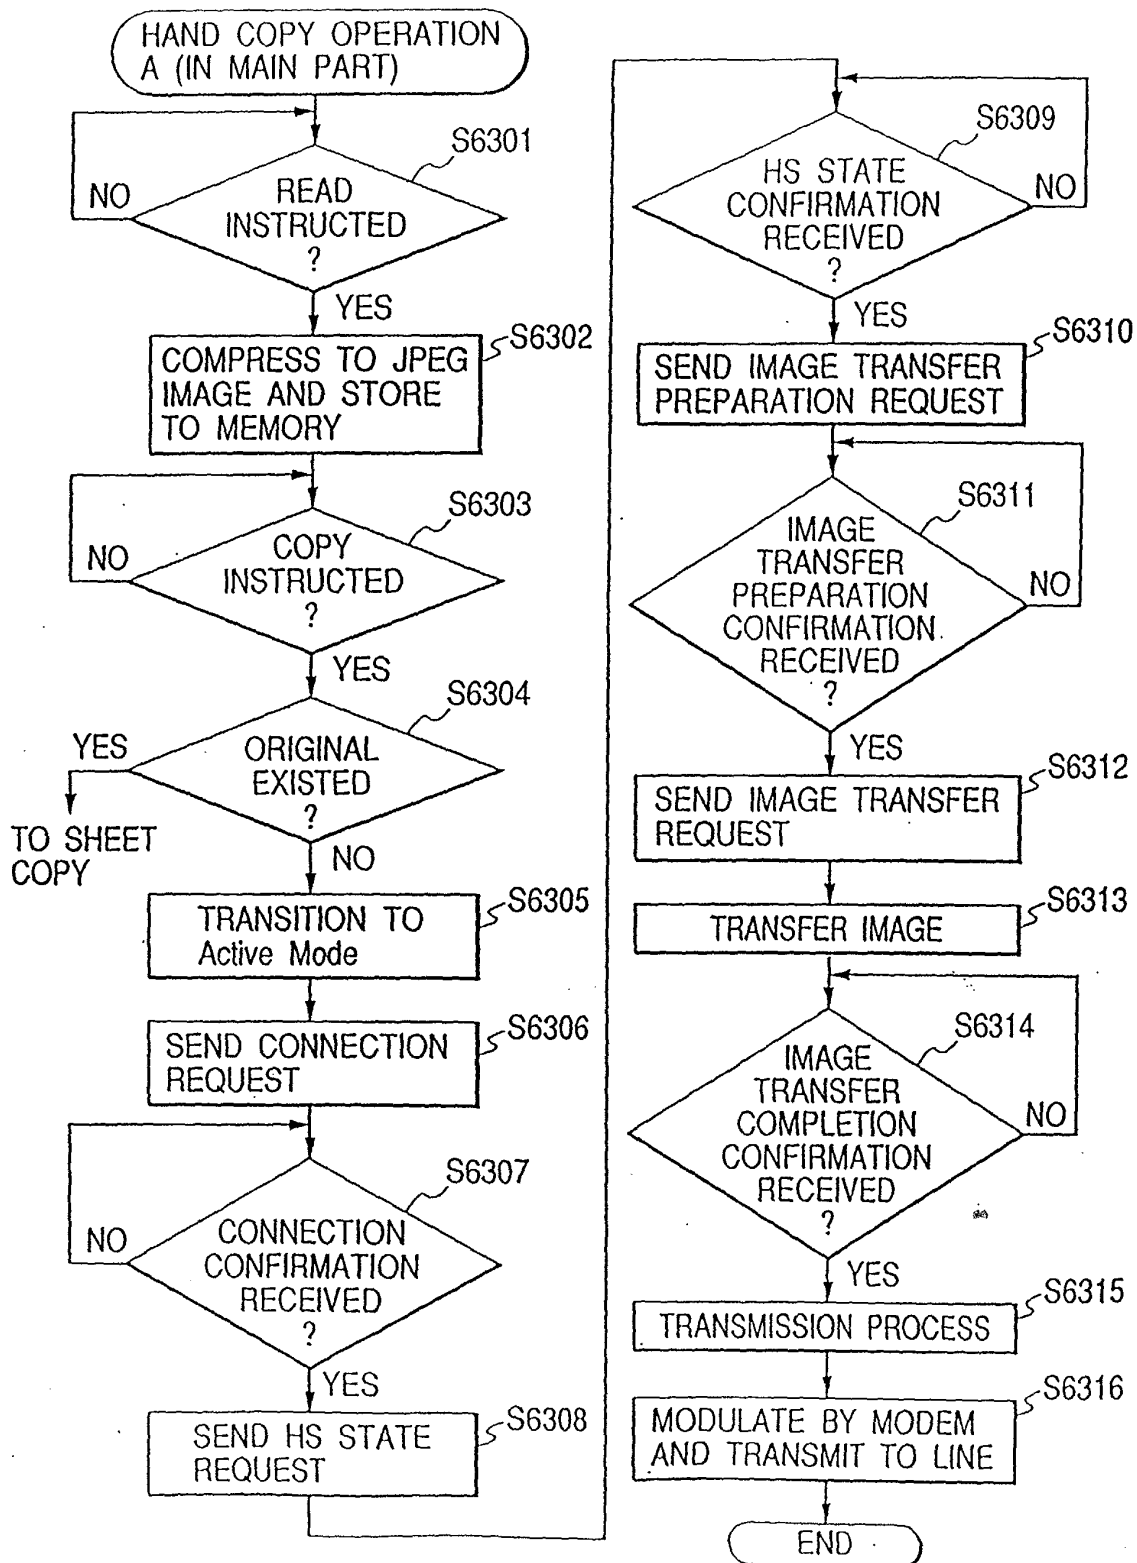 HAND COPY OPERATION
A (IN MAIN PART)
S6301
NO
READ
INSTRUCTED
?
YES
S6302
COMPRESS TO JPEG
IMAGE AND STORE
TO MEMORY
S6303
NO
COPY
INSTRUCTED
?
YES
S6304
YES
ORIGINAL
EXISTED
?
TO SHEET
COPY
NO
S6305
TRANSITION TO
Active Mode
S6306
SEND CONNECTION
REQUEST
S6307
NO
CONNECTION
CONFIRMATION
RECEIVED
?
YES
S6308
SEND HS STATE
REQUEST
S6309
HS STATE
CONFIRMATION
RECEIVED
?
NO
YES
S6310
SEND IMAGE TRANSFER
PREPARATION REQUEST
S6311
IMAGE
TRANSFER
PREPARATION
CONFIRMATION
RECEIVED
?
NO
YES
S6312
SEND IMAGE TRANSFER
REQUEST
S6313
TRANSFER IMAGE
S6314
IMAGE
TRANSFER
COMPLETION
CONFIRMATION
RECEIVED
?
NO
YES
S6315
TRANSMISSION PROCESS
S6316
MODULATE BY MODEM
AND TRANSMIT TO LINE
END